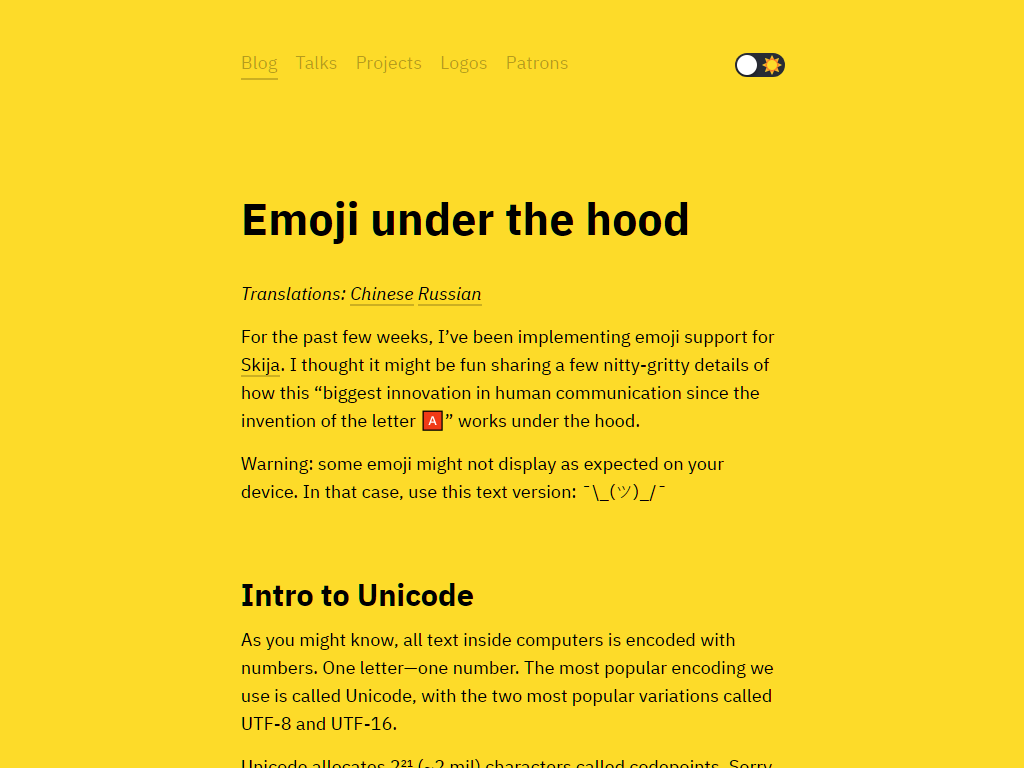 Blog Talks Projects Logos Patrons
Emoji under the hood
Translations: Chinese Russian
For the past few weeks, I’ve been implementing emoji support for
Skija. I thought it might be fun sharing a few nitty-gritty details of
how this “biggest innovation in human communication since the
invention of the letter 🅰” works under the hood.
Warning: some emoji might not display as expected on your
device. In that case, use this text version: ¯\_(ツ)_/¯
Intro to Unicode
As you might know, all text inside computers is encoded with
numbers. One letter—one number. The most popular encoding we
use is called Unicode, with the two most popular variations called
UTF-8 and UTF-16.
Unicode allocates 2²¹ (~2 mil) characters called codepoints. Sorry,